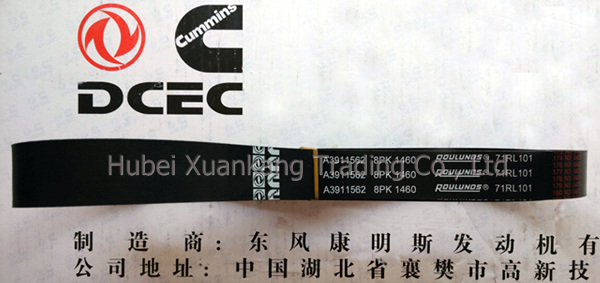 Cummins
DCEC
Hubei Xuankang Trading Co., Ltd
A3911562 8PK 1460 ROULUNDS® 71RL101
A3911562 8PK 1460 ROULUNDS® 71RL101
A3911562 8PK 1460 ROULUNDS® 71RL101
制造商:东风康明斯发动机有
公司地址:中国湖北省襄樊市高新技